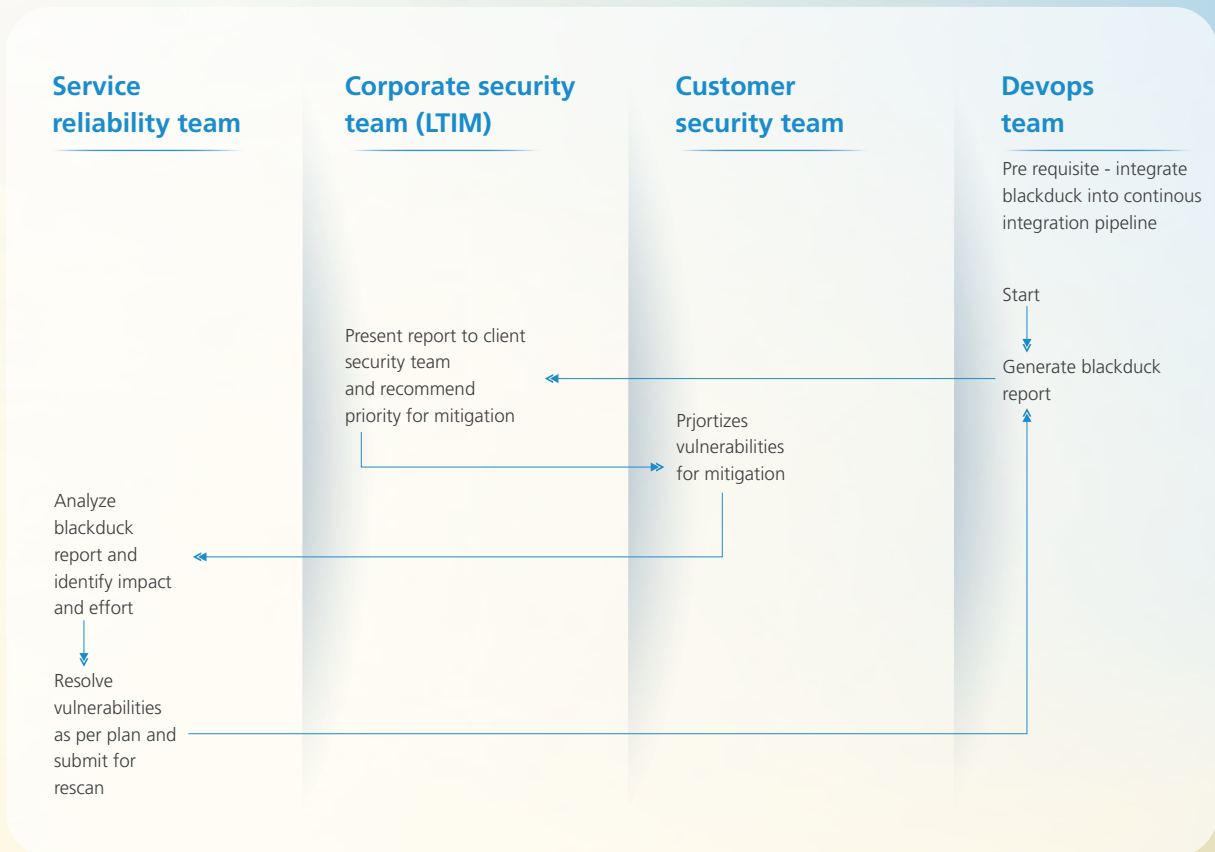 Service
reliability team
Corporate security
team (LTIM)
Customer
security team
Devops
team
Pre requisite - integrate
blackduck into continous
integration pipeline
Start
Generate blackduck
report
Present report to client
security team
and recommend
priority for mitigation
Prjortizes
vulnerabilities
for mitigation
Analyze
blackduck
report and
identify impact
and effort
Resolve
vulnerabilities
as per plan and
submit for
rescan